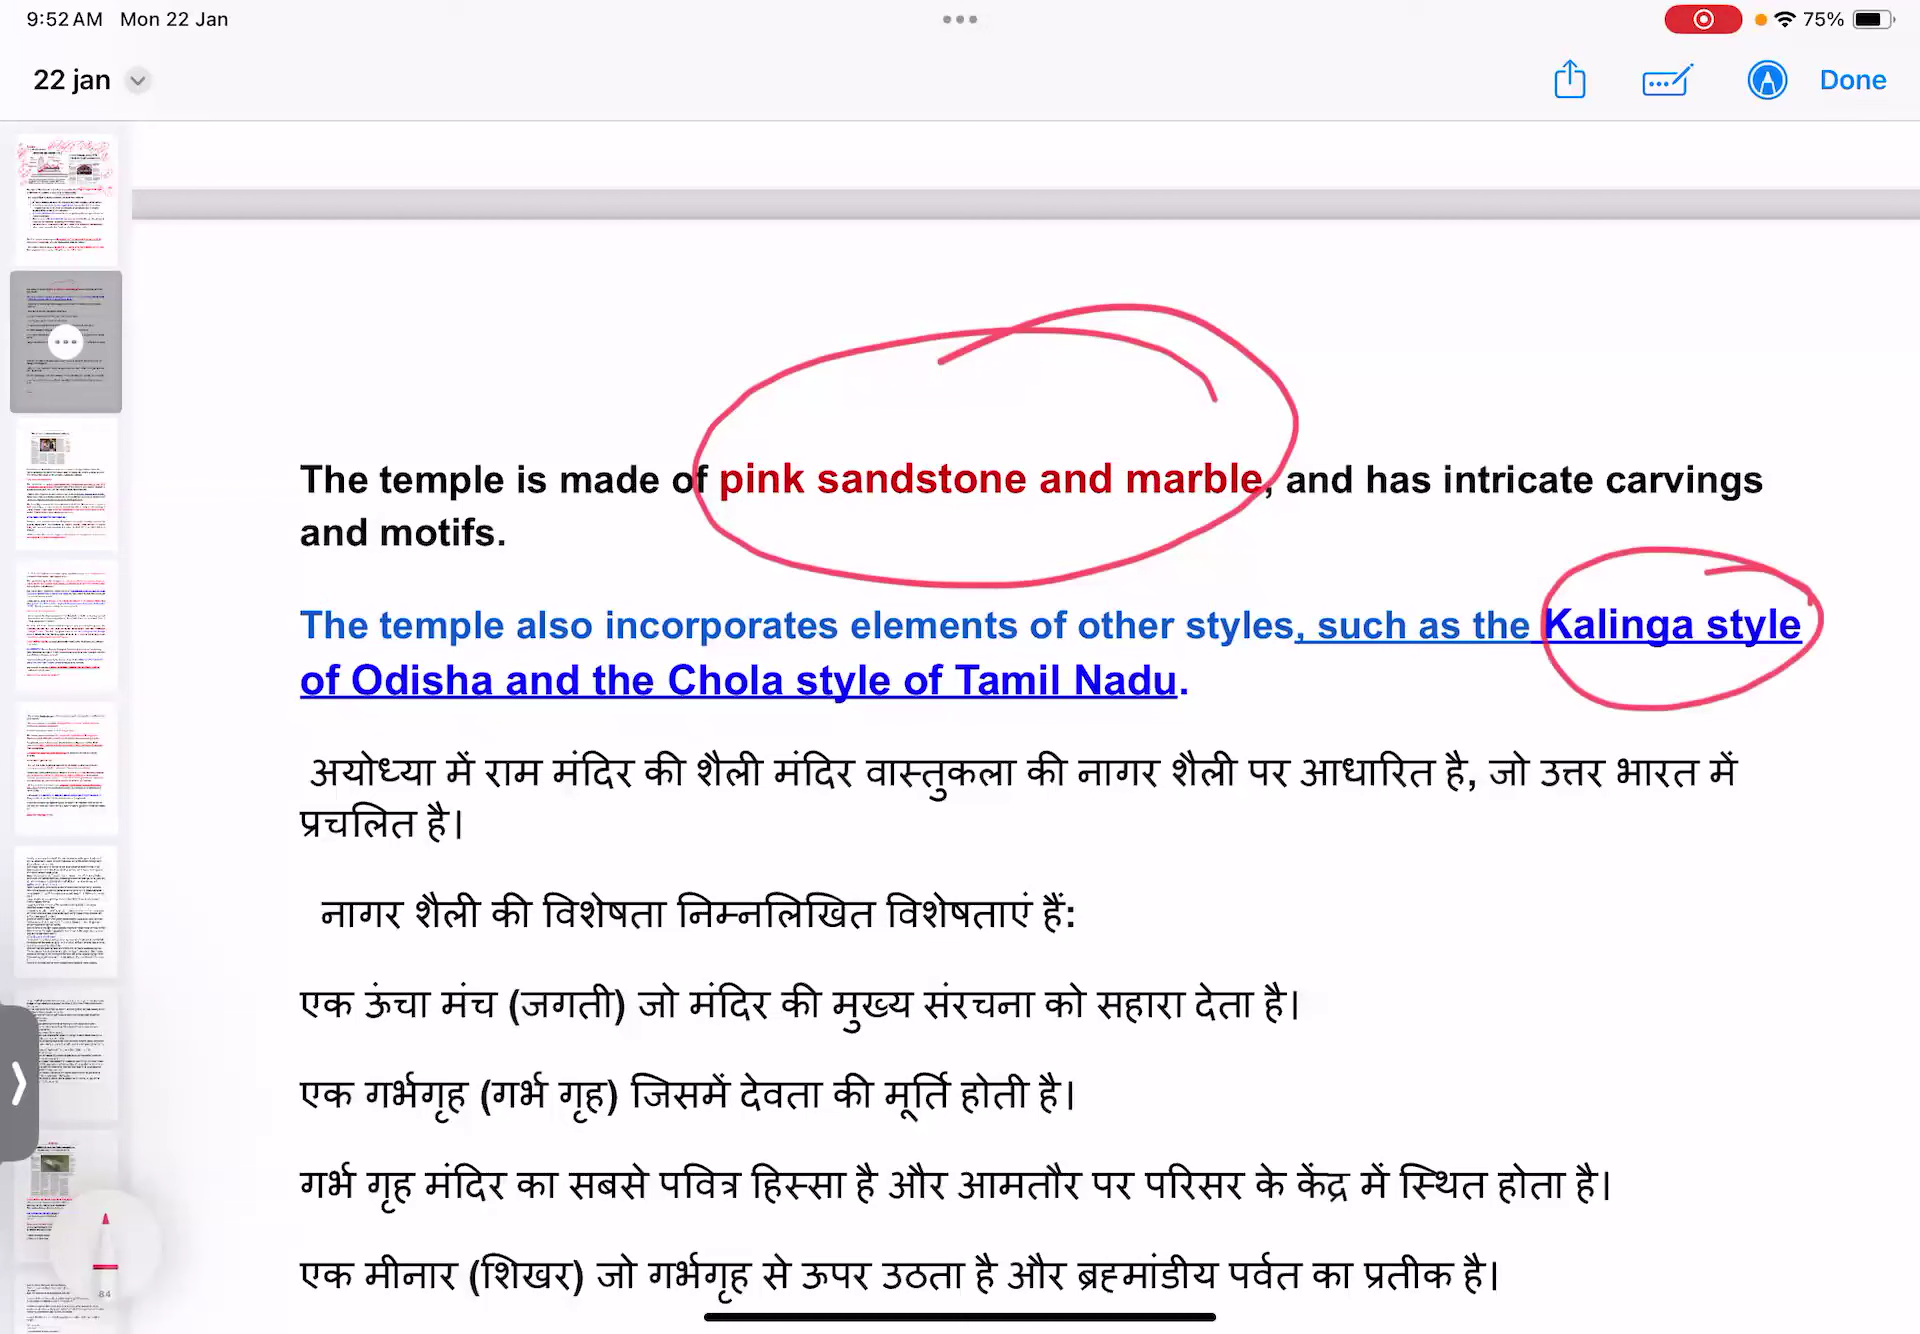 9:52 AM Mon 22 Jan
75%
22 jan
Done
The temple is made of pink sandstone and marble, and has intricate carvings
and motifs.
The temple also incorporates elements of other styles, such as the Kalinga style
of Odisha and the Chola style of Tamil Nadu.
अयोध्या में राम मंदिर की शैली मंदिर वास्तुकला की नागर शैली पर आधारित है, जो उत्तर भारत में
प्रचलित है।
नागर शैली की विशेषता निम्नलिखित विशेषताएं हैं:
एक ऊंचा मंच (जगती) जो मंदिर की मुख्य संरचना को सहारा देता है।
एक गर्भगृह (गर्भ गृह) जिसमें देवता की मूर्ति होती है।
गर्भ गृह मंदिर का सबसे पवित्र हिस्सा है और आमतौर पर परिसर के केंद्र में स्थित होता है।
एक मीनार (शिखर) जो गर्भगृह से ऊपर उठता है और ब्रह्मांडीय पर्वत का प्रतीक है।
84